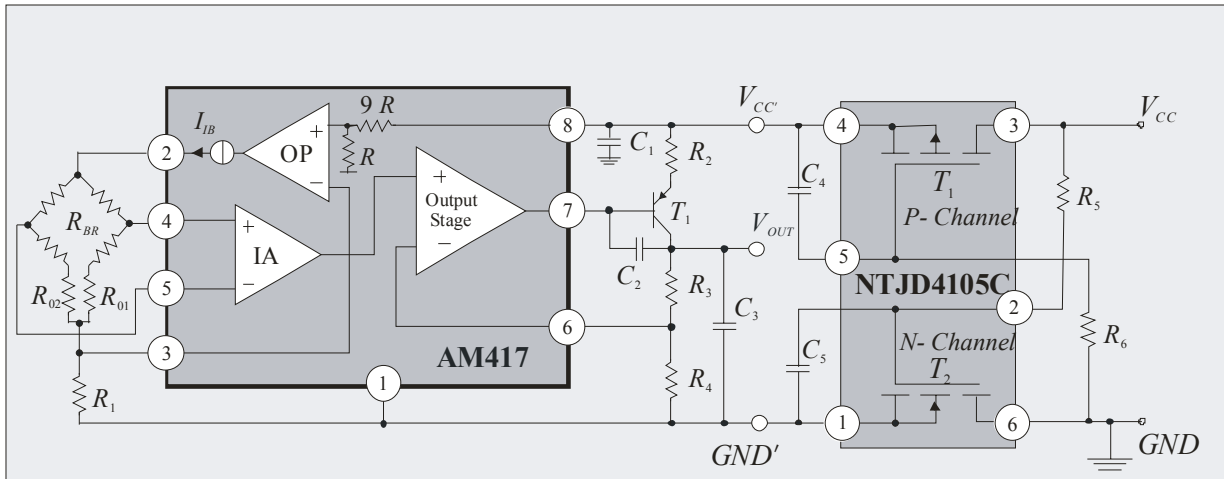 V_CC' V_CC
I_IB 9 R
2 OP + − R 8 C_1 R_2 4 3
T_1
P- Channel
C_4 R_5
4 + IA − + Output Stage − 7 T_1 V_OUT
R_BR
C_2 5
NTJD4105C
R_02 R_01 5 R_3 C_3 2
6 C_5 N- Channel R_6
3 AM417 T_2
R_1 1 R_4 1 6
GND' GND